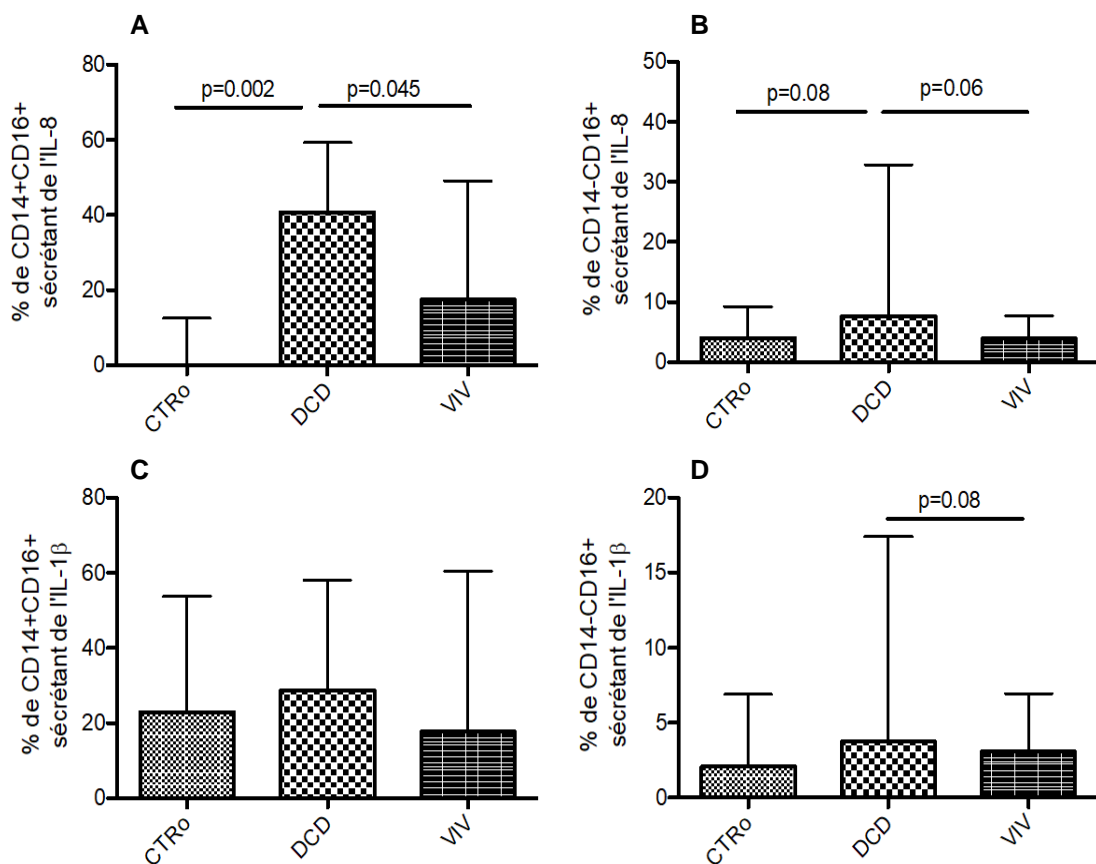 A
% de CD14+CD16+
sécrétant de l'IL-8
80
60
40
20
0
p=0.002
p=0.045
CTRo
DCD
VIV
B
% de CD14-CD16+
sécrétant de l'IL-8
50
40
30
20
10
0
p=0.08
p=0.06
CTRo
DCD
VIV
C
% de CD14+CD16+
sécrétant de l'IL-1β
80
60
40
20
0
CTRo
DCD
VIV
D
% de CD14-CD16+
sécrétant de l'IL-1β
20
15
10
5
0
p=0.08
CTRo
DCD
VIV